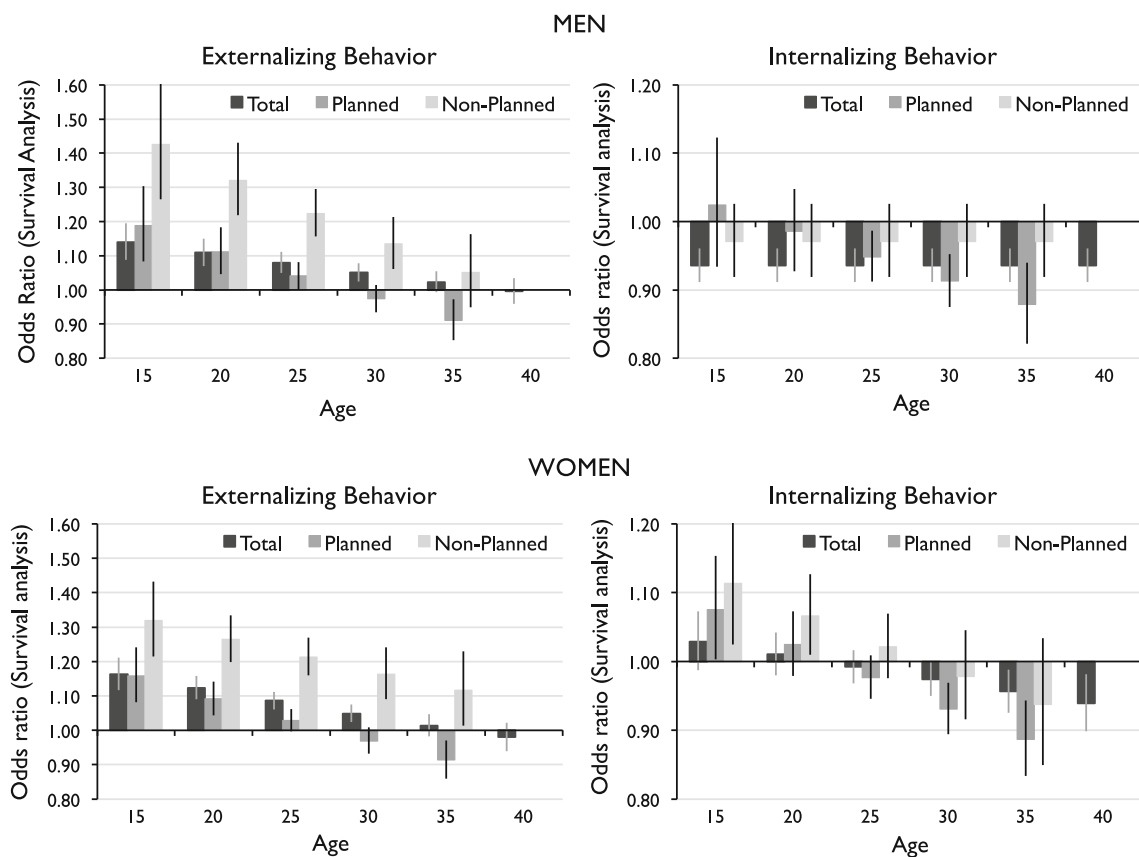 MEN
Externalizing Behavior
Odds Ratio (Survival Analysis)
1.60
1.50
1.40
1.30
1.20
1.10
1.00
0.90
0.80
Total Planned Non-Planned
15 20 25 30 35 40
Age
Internalizing Behavior
Odds ratio (Survival analysis)
1.20
1.10
1.00
0.90
0.80
Total Planned Non-Planned
15 20 25 30 35 40
Age
WOMEN
Externalizing Behavior
Odds ratio (Survival analysis)
1.60
1.50
1.40
1.30
1.20
1.10
1.00
0.90
0.80
Total Planned Non-Planned
15 20 25 30 35 40
Age
Internalizing Behavior
Odds ratio (Survival analysis)
1.20
1.10
1.00
0.90
0.80
Total Planned Non-Planned
15 20 25 30 35 40
Age